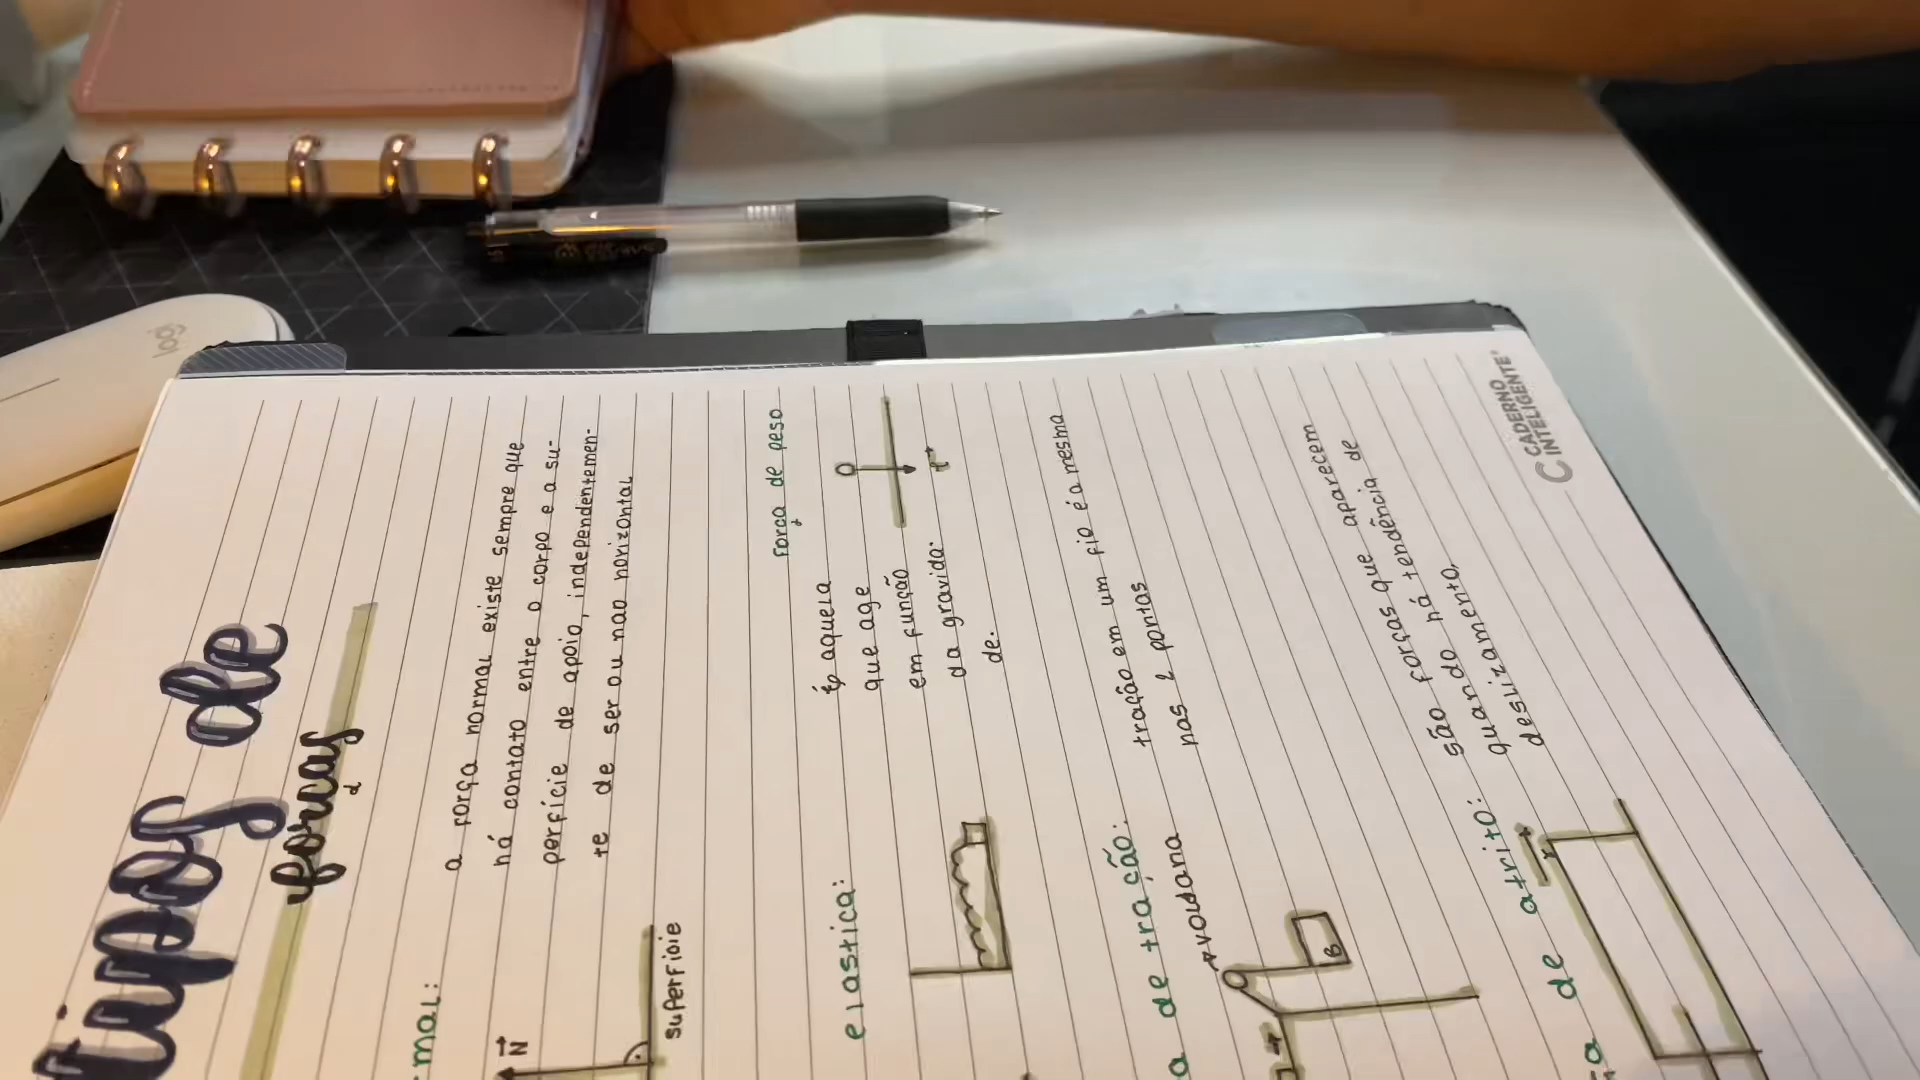 tipos de
forças
mal:
a força normal existe sempre que
há contato entre o corpo e a su-
perfície de apoio, independentemen-
te de ser ou não horizontal
N
superfície
elastica:
força de peso
É aquela
que age
em função
da gravida-
de.
P
a de tração:
tração em um fio é a mesma
nas 2 pontas
voldana
B
a de atrito:
são forças que aparecem
quando há tendência de
deslizamento.
CADERNO
INTELIGENTE
logi